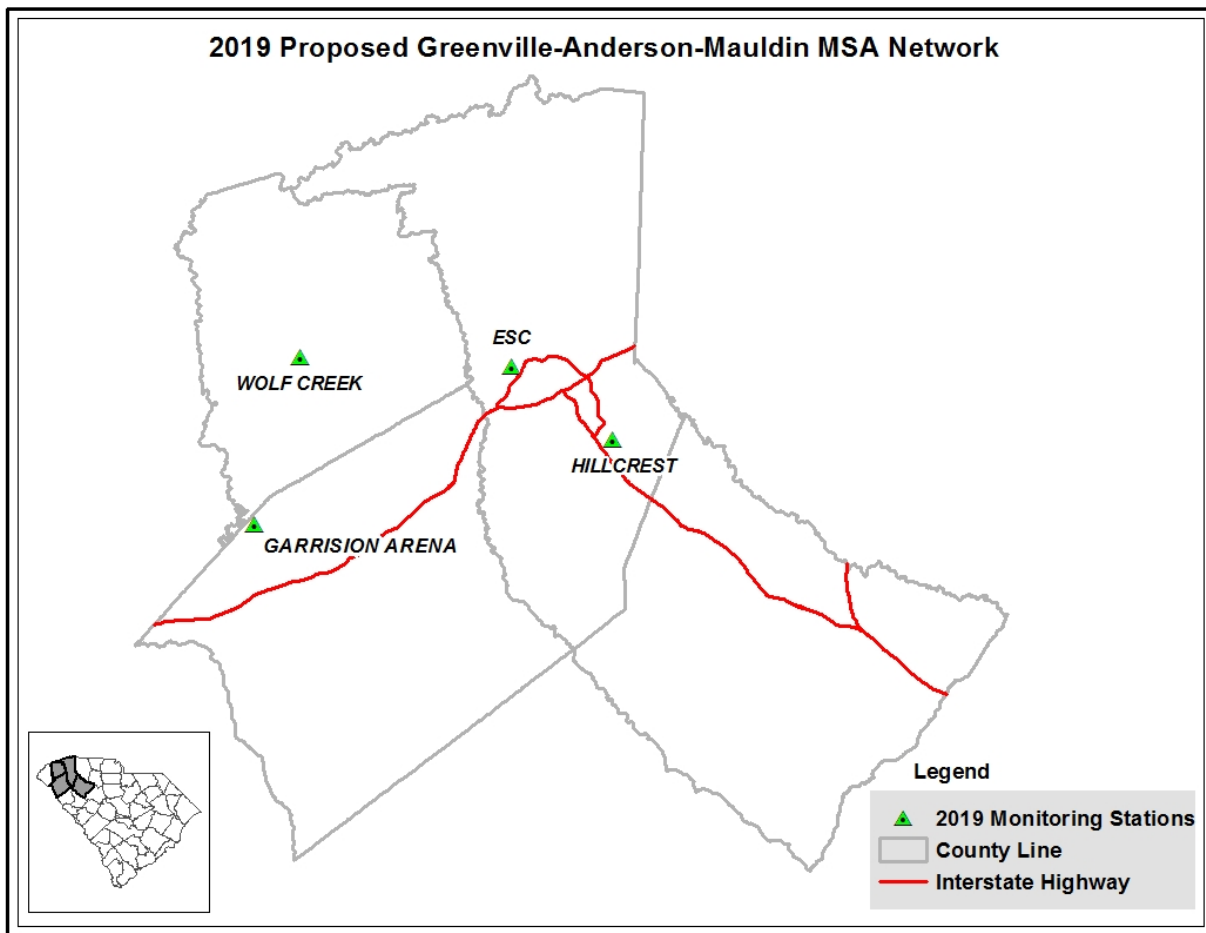 2019 Proposed Greenville-Anderson-Mauldin MSA Network
ESC
WOLF CREEK
HILLCREST
GARRISION ARENA
Legend
2019 Monitoring Stations
County Line
Interstate Highway